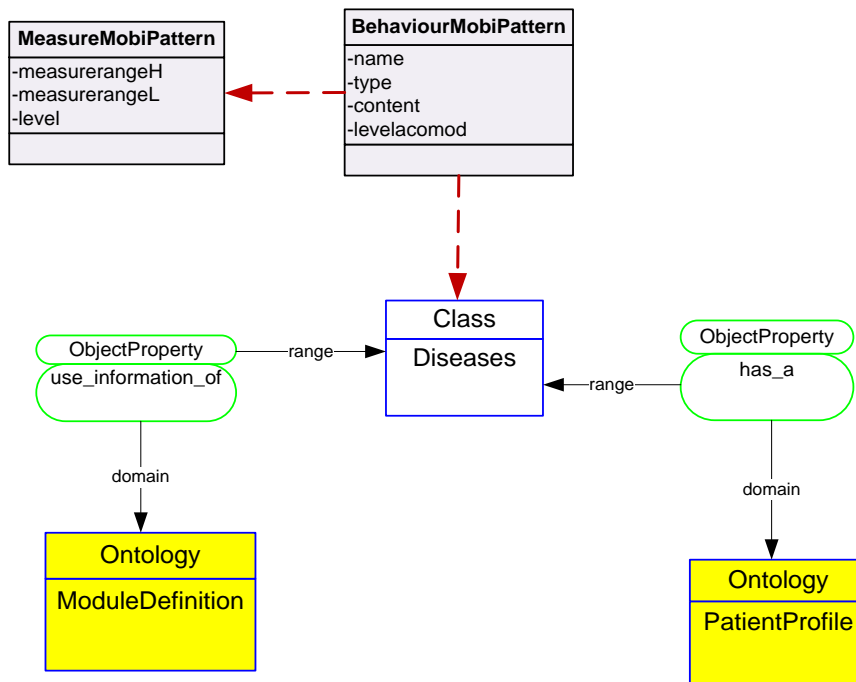 MeasureMobiPattern
-measurerangeH
-measurerangeL
-level
BehaviourMobiPattern
-name
-type
-content
-levelacomod
Class
Diseases
ObjectProperty
use_information_of
range
ObjectProperty
has_a
range
domain
domain
Ontology
ModuleDefinition
Ontology
PatientProfile